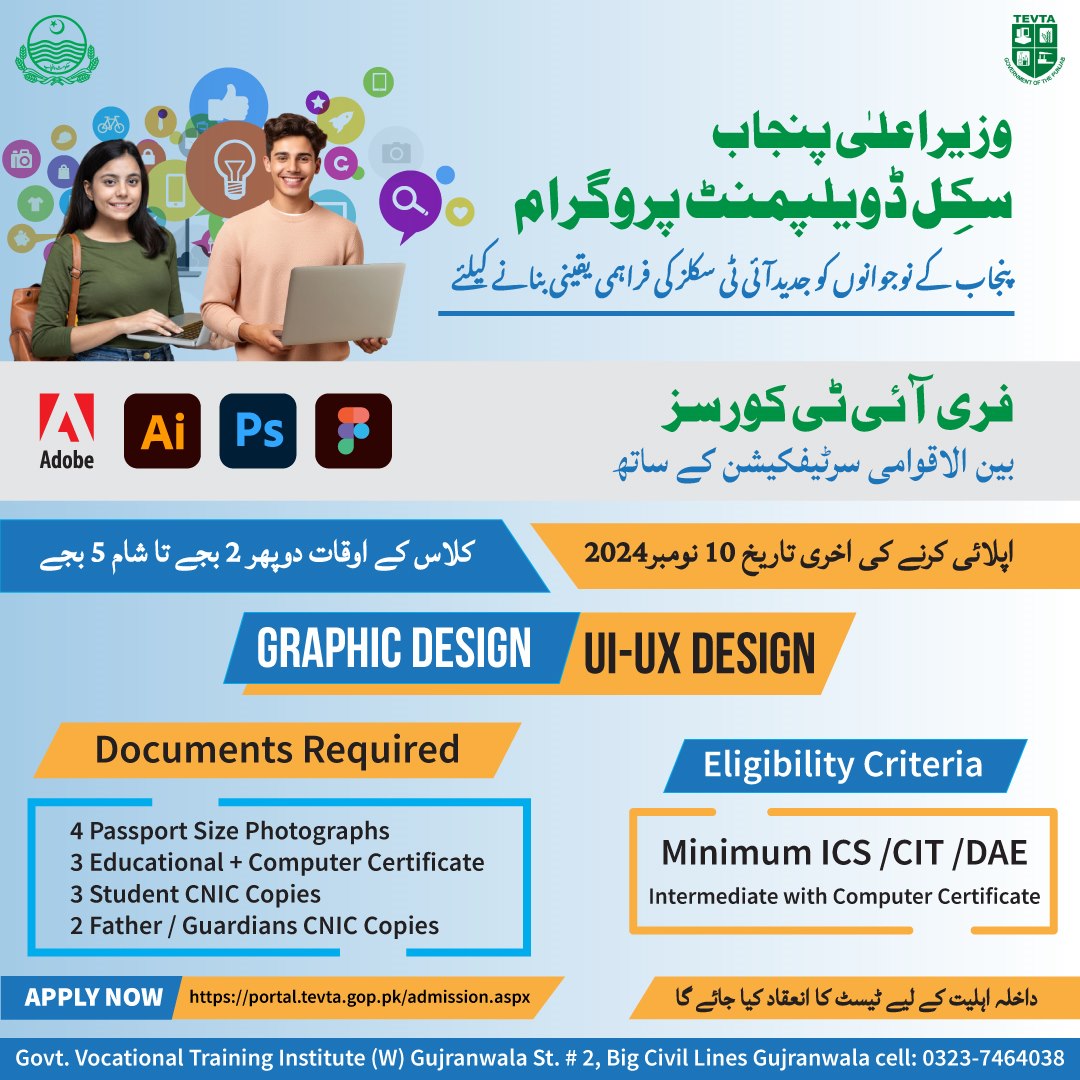 TEVTA
GOVERNMENT OF THE PUNJAB
وزیراعلیٰ پنجاب
سکِل ڈویلپمنٹ پروگرام
پنجاب کے نوجوانوں کو جدید آئی ٹی سکلز کی فراہمی یقینی بنانے کیلئے
Adobe
Ai
Ps
فری آئی ٹی کورسز
بین الاقوامی سرٹیفکیشن کے ساتھ
اپلائی کرنے کی اخری تاریخ 10 نومبر2024
کلاس کے اوقات دوپھر 2 بجے تا شام 5 بجے
GRAPHIC DESIGN
UI-UX DESIGN
Documents Required
4 Passport Size Photographs
3 Educational + Computer Certificate
3 Student CNIC Copies
2 Father / Guardians CNIC Copies
Eligibility Criteria
Minimum ICS /CIT /DAE
Intermediate with Computer Certificate
APPLY NOW
https://portal.tevta.gop.pk/admission.aspx
داخلہ اہلیت کے لیے ٹیسٹ کا انعقاد کیا جائے گا
Govt. Vocational Training Institute (W) Gujranwala St. # 2, Big Civil Lines Gujranwala cell: 0323-7464038